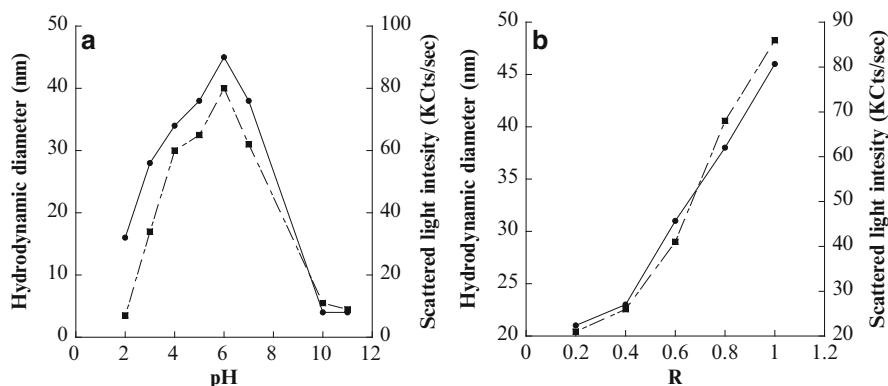 a
Hydrodynamic diameter (nm)
50
40
30
20
10
0
0 2 4 6 8 10 12
pH
100
80
60
40
20
0
Scattered light intesity (KCts/sec)
b
Hydrodynamic diameter (nm)
50
45
40
35
30
25
20
0 0.2 0.4 0.6 0.8 1 1.2
R
90
80
70
60
50
40
30
20
Scattered light intesity (KCts/sec)